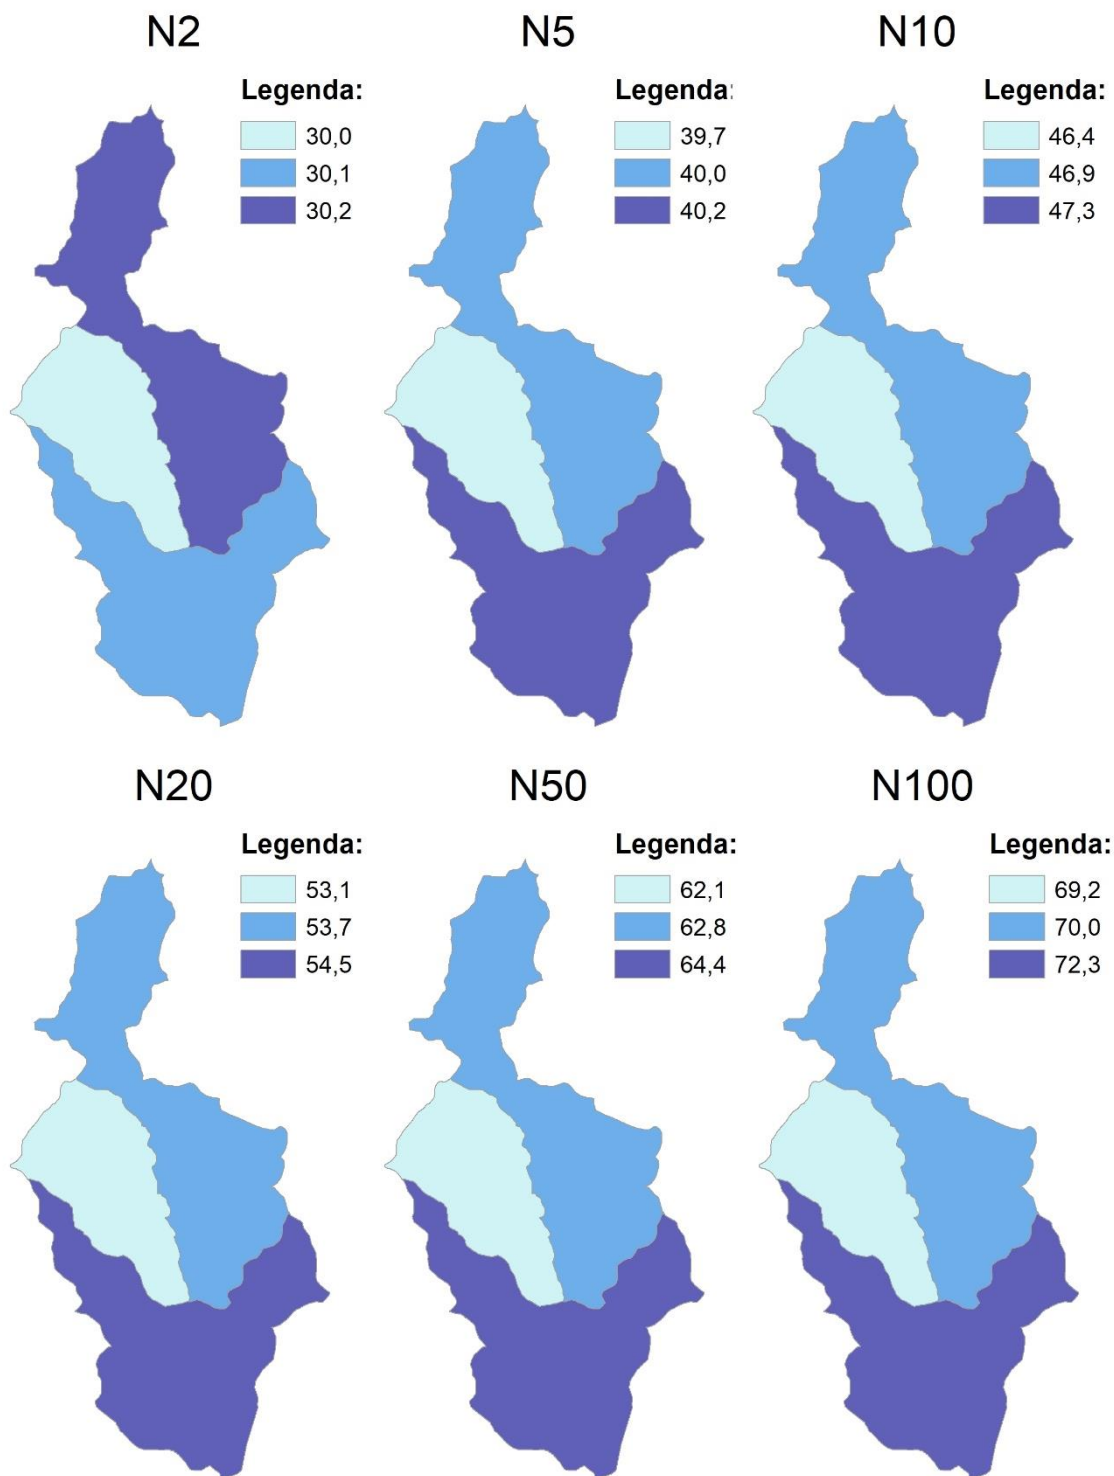 N2 N5 N10
Legenda: Legenda: Legenda:
30,0 39,7 46,4
30,1 40,0 46,9
30,2 40,2 47,3
N20 N50 N100
Legenda: Legenda: Legenda:
53,1 62,1 69,2
53,7 62,8 70,0
54,5 64,4 72,3